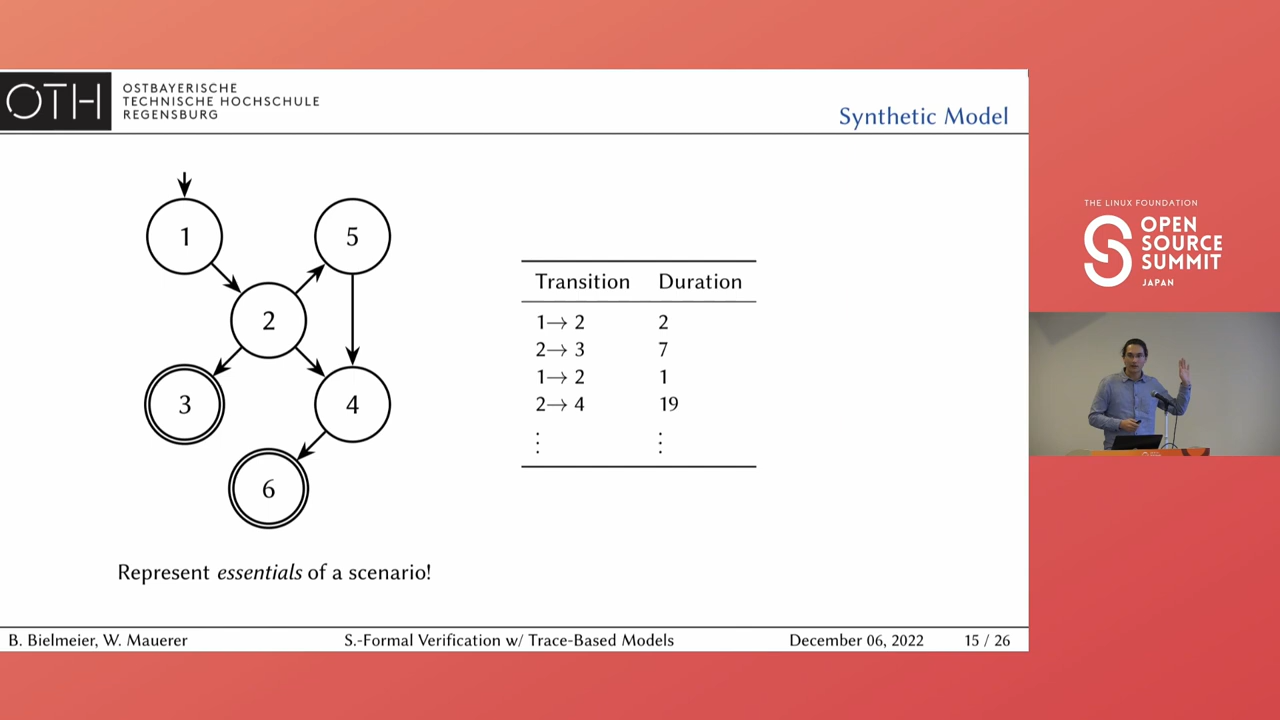 OTH
OSTBAYERISCHE
TECHNISCHE HOCHSCHULE
REGENSBURG
Synthetic Model
1
5
2
3
4
6
Transition Duration
1→ 2 2
2→ 3 7
1→ 2 1
2→ 4 19
⋮ ⋮
Represent essentials of a scenario!
B. Bielmeier, W. Mauerer S.-Formal Verification w/ Trace-Based Models December 06, 2022 15 / 26
THE LINUX FOUNDATION
OPEN
SOURCE
SUMMIT
JAPAN